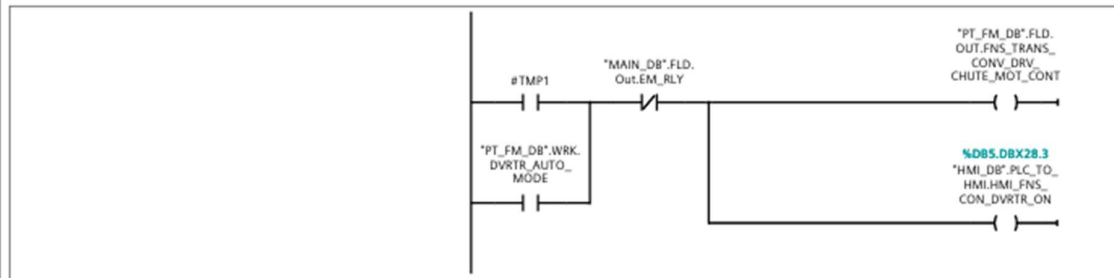 "PT_FM_DB".FLD.
OUT.FNS_TRANS_
CONV_DRV_
CHUTE_MOT_CONT
"MAIN_DB".FLD.
Out.EM_RLY
#TMP1
"PT_FM_DB".WRK.
DVRTR_AUTO_
MODE
%DB5.DBX28.3
"HMI_DB".PLC_TO_
HMI.HMI_FNS_
CON_DVRTR_ON